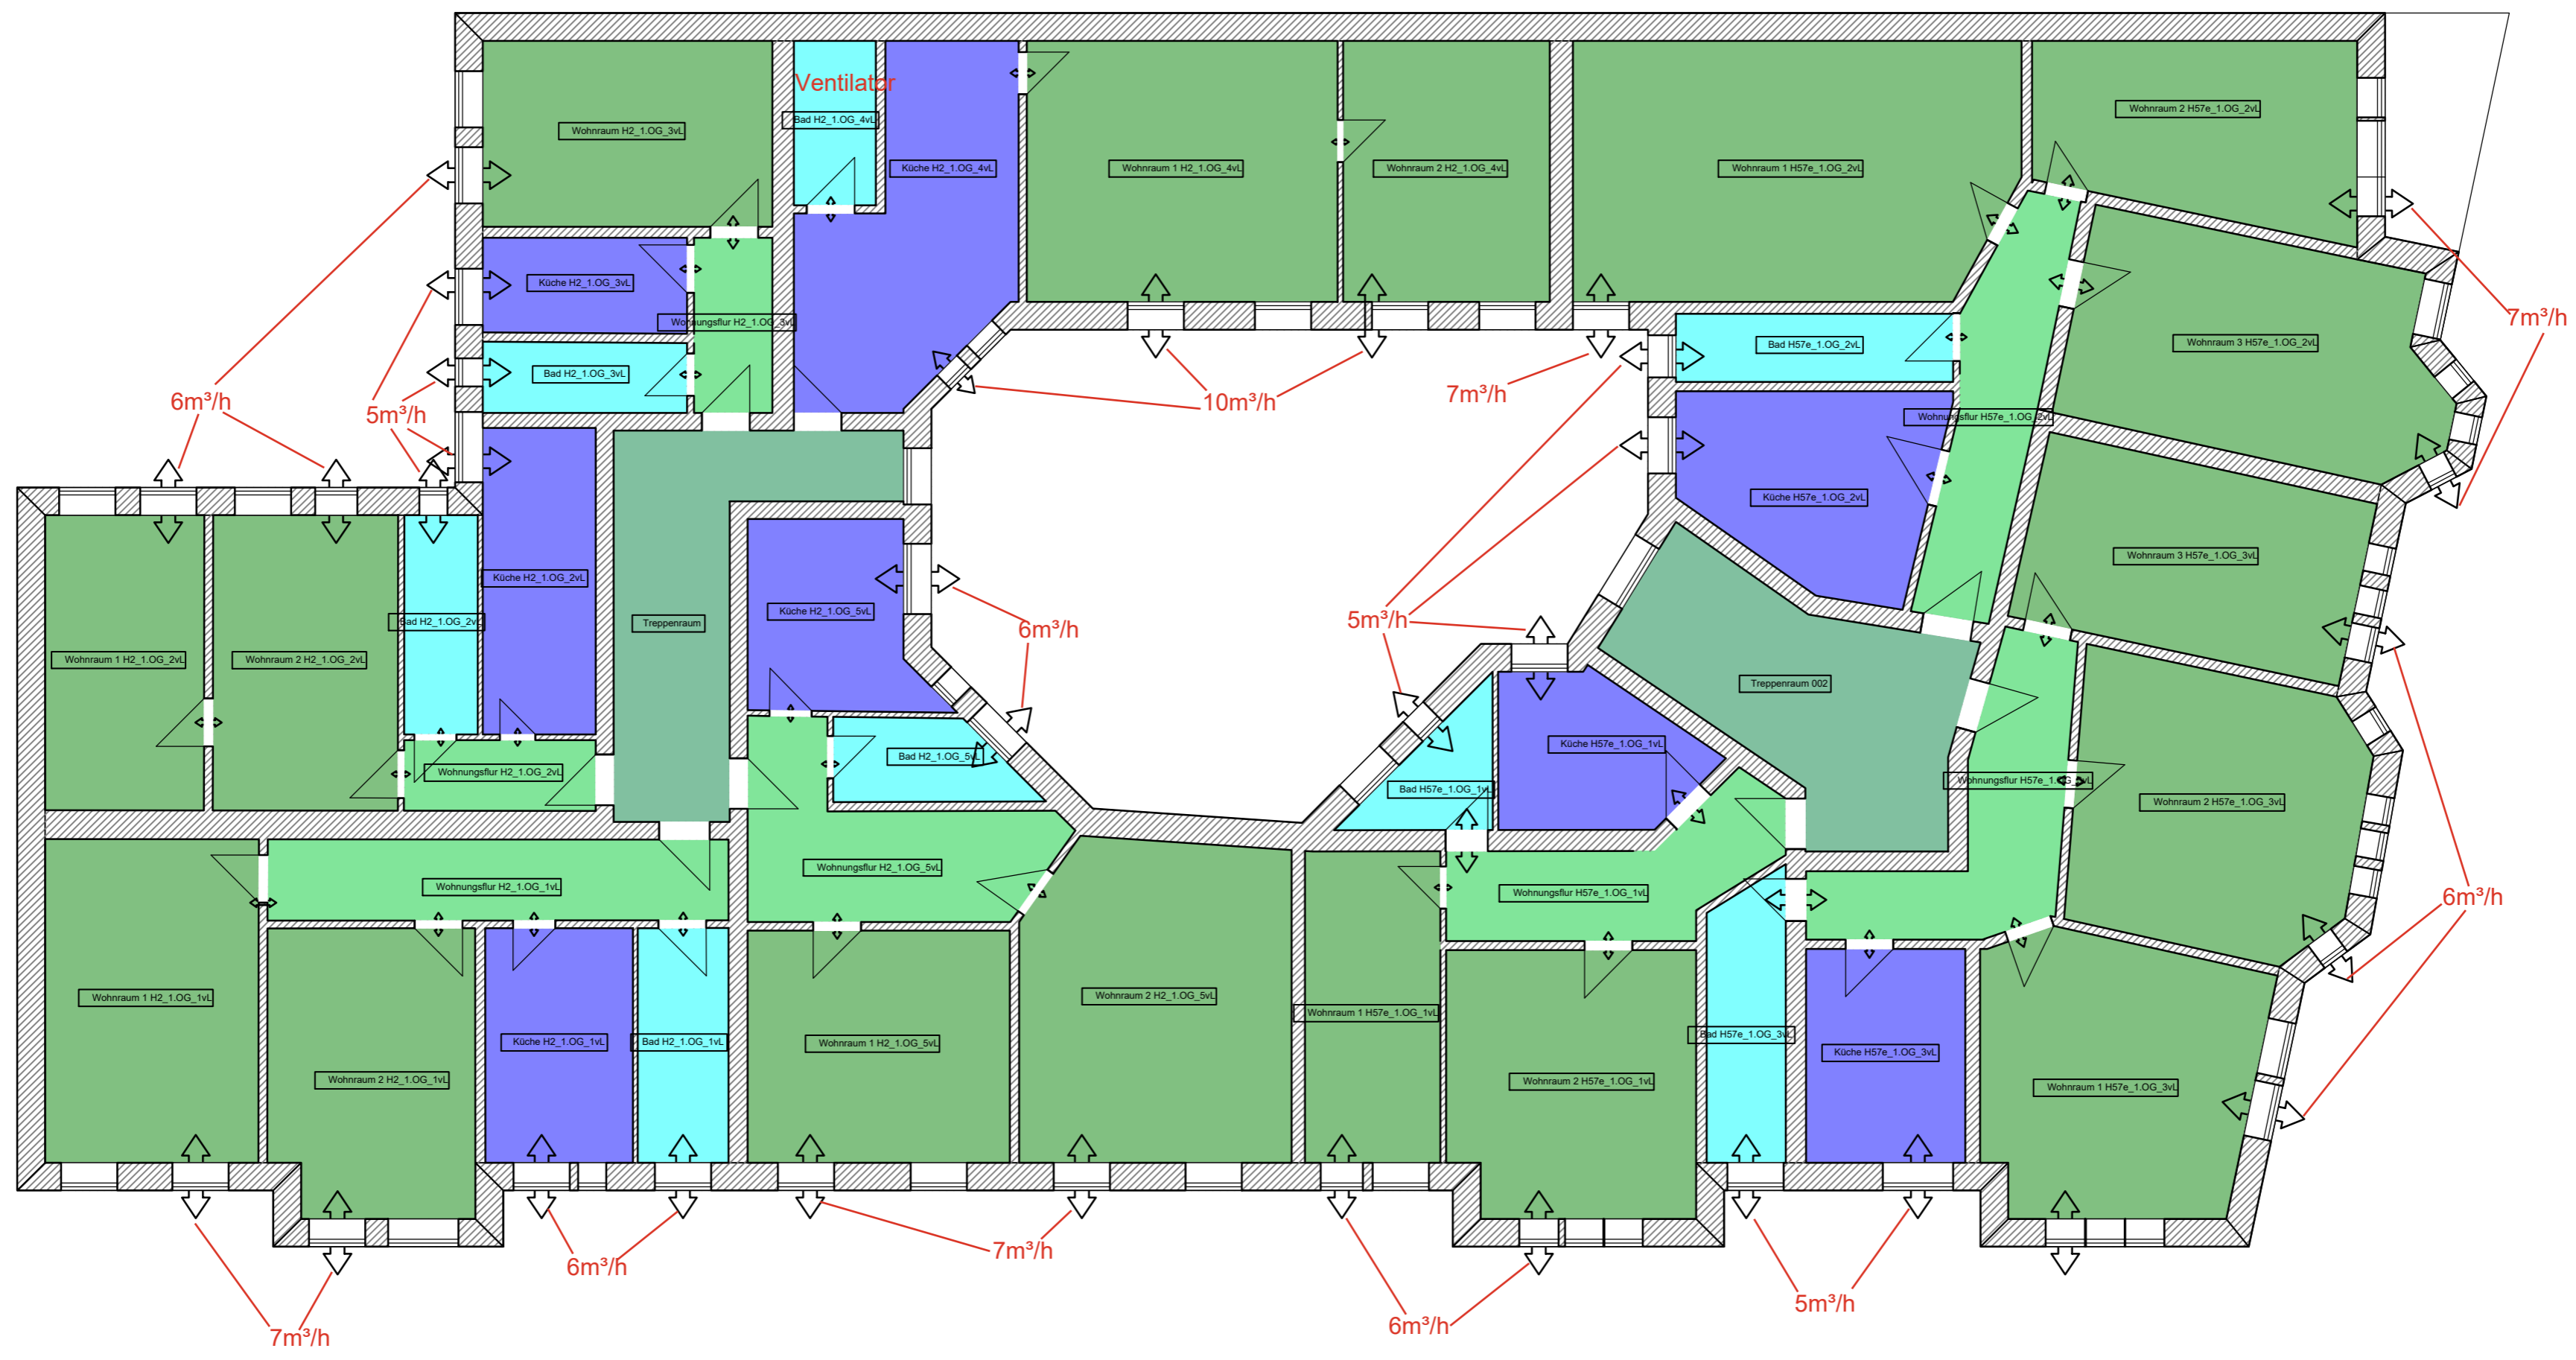 Ventilator
Wohnraum H2_1.OG_3vL
Bad H2_1.OG_4vL
Küche H2_1.OG_4vL
Wohnraum 1 H2_1.OG_4vL
Wohnraum 2 H2_1.OG_4vL
Wohnraum 1 H57e_1.OG_2vL
Wohnraum 2 H57e_1.OG_2vL
Küche H2_1.OG_3vL
Wohnungsflur H2_1.OG_3vL
Bad H2_1.OG_3vL
Bad H57e_1.OG_2vL
Wohnraum 3 H57e_1.OG_2vL
7m³/h
6m³/h
5m³/h
10m³/h
7m³/h
Wohnungsflur H57e_1.OG_2vL
Küche H57e_1.OG_2vL
Wohnraum 3 H57e_1.OG_3vL
Küche H2_1.OG_2vL
Bad H2_1.OG_2vL
Treppenraum
Küche H2_1.OG_5vL
6m³/h
5m³/h
Wohnraum 1 H2_1.OG_2vL
Wohnraum 2 H2_1.OG_2vL
Treppenraum 002
Küche H57e_1.OG_1vL
Bad H2_1.OG_5vL
Wohnungsflur H2_1.OG_2vL
Bad H57e_1.OG_1vL
Wohnungsflur H57e_1.OG_3vL
Wohnraum 2 H57e_1.OG_3vL
Wohnungsflur H2_1.OG_1vL
Wohnungsflur H2_1.OG_5vL
Wohnungsflur H57e_1.OG_1vL
6m³/h
Wohnraum 1 H2_1.OG_1vL
Wohnraum 2 H2_1.OG_5vL
Wohnraum 1 H57e_1.OG_1vL
Küche H2_1.OG_1vL
Bad H2_1.OG_1vL
Wohnraum 1 H2_1.OG_5vL
Bad H57e_1.OG_3vL
Küche H57e_1.OG_3vL
Wohnraum 2 H2_1.OG_1vL
Wohnraum 2 H57e_1.OG_1vL
Wohnraum 1 H57e_1.OG_3vL
6m³/h
7m³/h
5m³/h
7m³/h
6m³/h